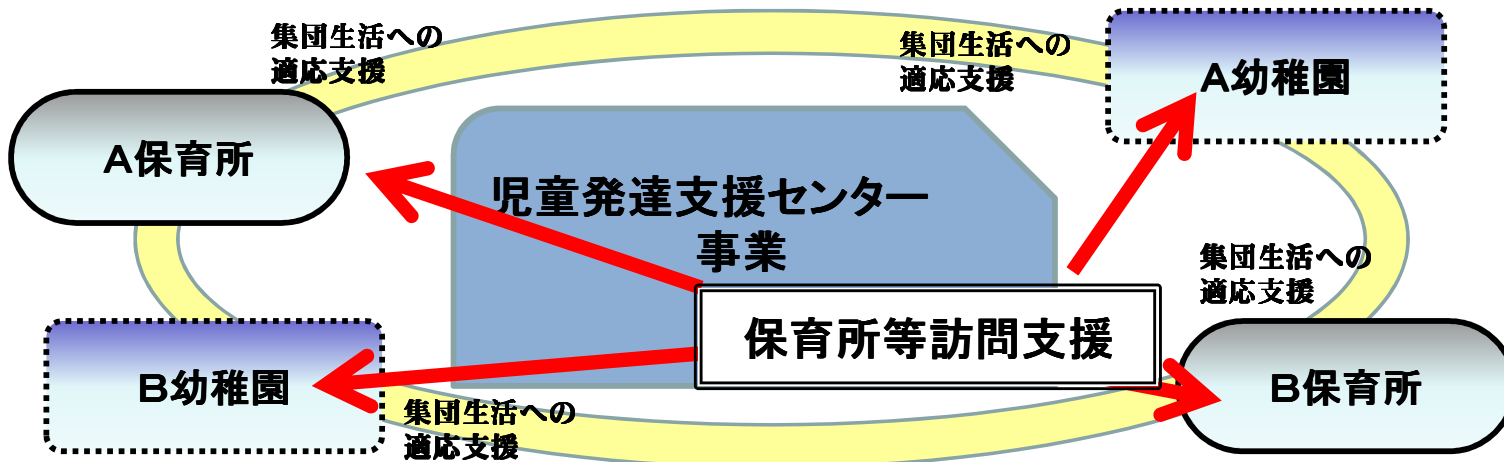 集団生活への
適応支援
集団生活への
適応支援
A幼稚園
A保育所
児童発達支援センター
事業
集団生活への
適応支援
保育所等訪問支援
B幼稚園
B保育所
集団生活への
適応支援